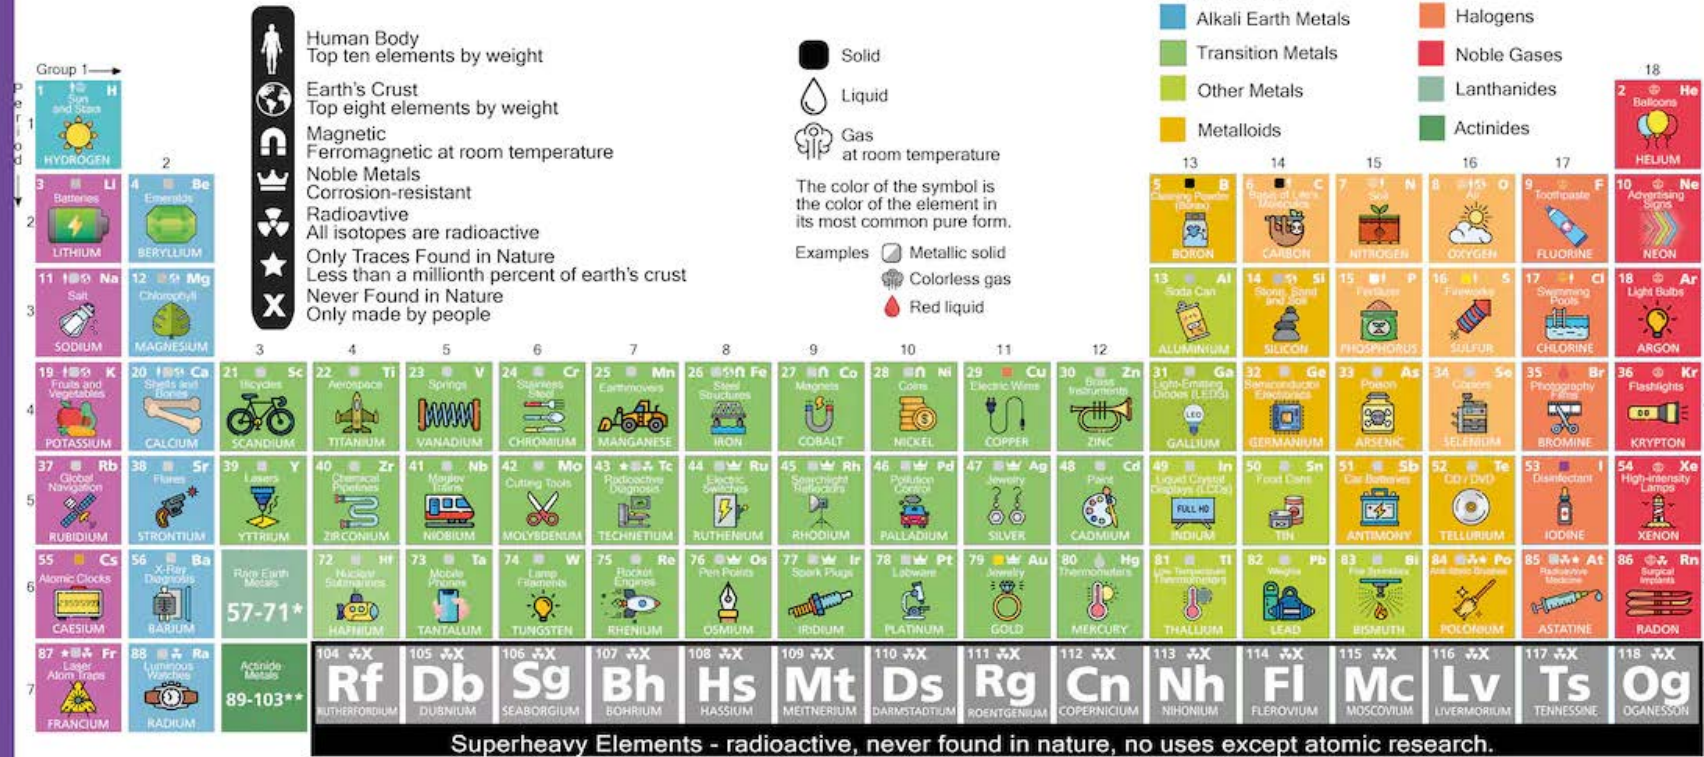 Human Body
Top ten elements by weight
Earth's Crust
Top eight elements by weight
Magnetic
Ferromagnetic at room temperature
Noble Metals
Corrosion-resistant
Radioavtive
All isotopes are radioactive
Only Traces Found in Nature
Less than a millionth percent of earth's crust
X Never Found in Nature
Only made by people
Solid
Liquid
Gas
at room temperature
The color of the symbol is
the color of the element in
its most common pure form.
Examples Metallic solid
Colorless gas
Red liquid
Alkali Earth Metals
Transition Metals
Other Metals
Metalloids
Halogens
Noble Gases
Lanthanides
Actinides
Group 1
Period
1
1 H
Sun
and Stars
HYDROGEN
18
2 He
Balloons
HELIUM
2
13
14
15
16
17
2
3 Li
Batteries
LITHIUM
4 Be
Emeralds
BERYLLIUM
5 B
Cleaning Powder
(Borax)
BORON
6 C
Basis of Life's
Molecules
CARBON
7 N
Soil
NITROGEN
8 O
Air
OXYGEN
9 F
Toothpaste
FLUORINE
10 Ne
Advertising
Signs
NEON
3
11 Na
Salt
SODIUM
12 Mg
Chlorophyll
MAGNESIUM
13 Al
Soda Can
ALUMINIUM
14 Si
Stone, Sand
and Soil
SILICON
15 P
Fertilizer
PHOSPHORUS
16 S
Fireworks
SULFUR
17 Cl
Swimming
Pools
CHLORINE
18 Ar
Light Bulbs
ARGON
3
4
5
6
7
8
9
10
11
12
4
19 K
Fruits and
Vegetables
POTASSIUM
20 Ca
Shells and
Bones
CALCIUM
21 Sc
Bicycles
SCANDIUM
22 Ti
Aerospace
TITANIUM
23 V
Springs
VANADIUM
24 Cr
Stainless
Steel
CHROMIUM
25 Mn
Earthmovers
MANGANESE
26 Fe
Steel
Structures
IRON
27 Co
Magnets
COBALT
28 Ni
Coins
NICKEL
29 Cu
Electric Wires
COPPER
30 Zn
Brass
Instruments
ZINC
31 Ga
Light-Emitting
Diodes (LEDS)
LEO
GALLIUM
32 Ge
Semiconductor
Electronics
GERMANIUM
33 As
Poison
ARSENIC
34 Se
Copiers
SELENIUM
35 Br
Photography
Films
BROMINE
36 Kr
Flashlights
KRYPTON
5
37 Rb
Global
Navigation
RUBIDIUM
38 Sr
Flares
STRONTIUM
39 Y
Lasers
YTTRIUM
40 Zr
Chemical
Pipelines
ZIRCONIUM
41 Nb
Maglev
Trains
NIOBIUM
42 Mo
Cutting Tools
MOLYBDENUM
43 Tc
Radioactive
Diagnosis
TECHNETIUM
44 Ru
Electric
Switches
RUTHENIUM
45 Rh
Searchlight
Reflectors
RHODIUM
46 Pd
Pollution
Control
PALLADIUM
47 Ag
Jewelry
SILVER
48 Cd
Paint
CADMIUM
49 In
Liquid Crystal
Displays (LCDs)
FULL HD
INDIUM
50 Sn
Food Cans
TIN
51 Sb
Car Batteries
ANTIMONY
52 Te
CD / DVD
TELLURIUM
53 I
Disinfectant
IODINE
54 Xe
High-intensity
Lamps
XENON
6
55 Cs
Atomic Clocks
CAESIUM
56 Ba
X-Ray
Diagnosis
BARIUM
Rare Earth
Metals
57-71*
72 Hf
Nuclear
Submarines
HAFNIUM
73 Ta
Mobile
Phones
TANTALUM
74 W
Lamp
Filaments
TUNGSTEN
75 Re
Rocket
Engines
RHENIUM
76 Os
Pen Points
OSMIUM
77 Ir
Spark Plugs
IRIDIUM
78 Pt
Labware
PLATINUM
79 Au
Jewelry
GOLD
80 Hg
Thermometers
MERCURY
81 Tl
Low-Temperature
Thermometers
THALLIUM
82 Pb
Weights
LEAD
83 Bi
Fire Sprinklers
BISMUTH
84 Po
Anti-Static Brushes
POLONIUM
85 At
Radioactive
Medicine
ASTATINE
86 Rn
Surgical
Implants
RADON
7
87 Fr
Laser
Atom Traps
FRANCIUM
88 Ra
Luminous
Watches
RADIUM
Actinide
Metals
89-103**
104 X
Rf
RUTHERFORDIUM
105 X
Db
DUBNIUM
106 X
Sg
SEABORGIUM
107 X
Bh
BOHRIUM
108 X
Hs
HASSIUM
109 X
Mt
MEITNERIUM
110 X
Ds
DARMSTADTIUM
111 X
Rg
ROENTGENIUM
112 X
Cn
COPERNICIUM
113 X
Nh
NIHONIUM
114 X
Fl
FLEROVIUM
115 X
Mc
MOSCOVIUM
116 X
Lv
LIVERMORIUM
117 X
Ts
TENNESSINE
118 X
Og
OGANESSON
Superheavy Elements - radioactive, never found in nature, no uses except atomic research.